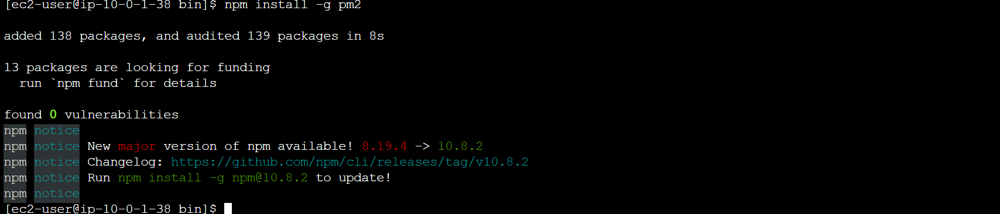 [ec2-user@ip-10-0-1-38 bin]$ npm install -g pm2
added 138 packages, and audited 139 packages in 8s
13 packages are looking for funding
run `npm fund` for details
found 0 vulnerabilities
npm notice
npm notice New major version of npm available! 8.19.4 -> 10.8.2
npm notice Changelog: https://github.com/npm/cli/releases/tag/v10.8.2
npm notice Run npm install -g npm@10.8.2 to update!
npm notice
[ec2-user@ip-10-0-1-38 bin]$